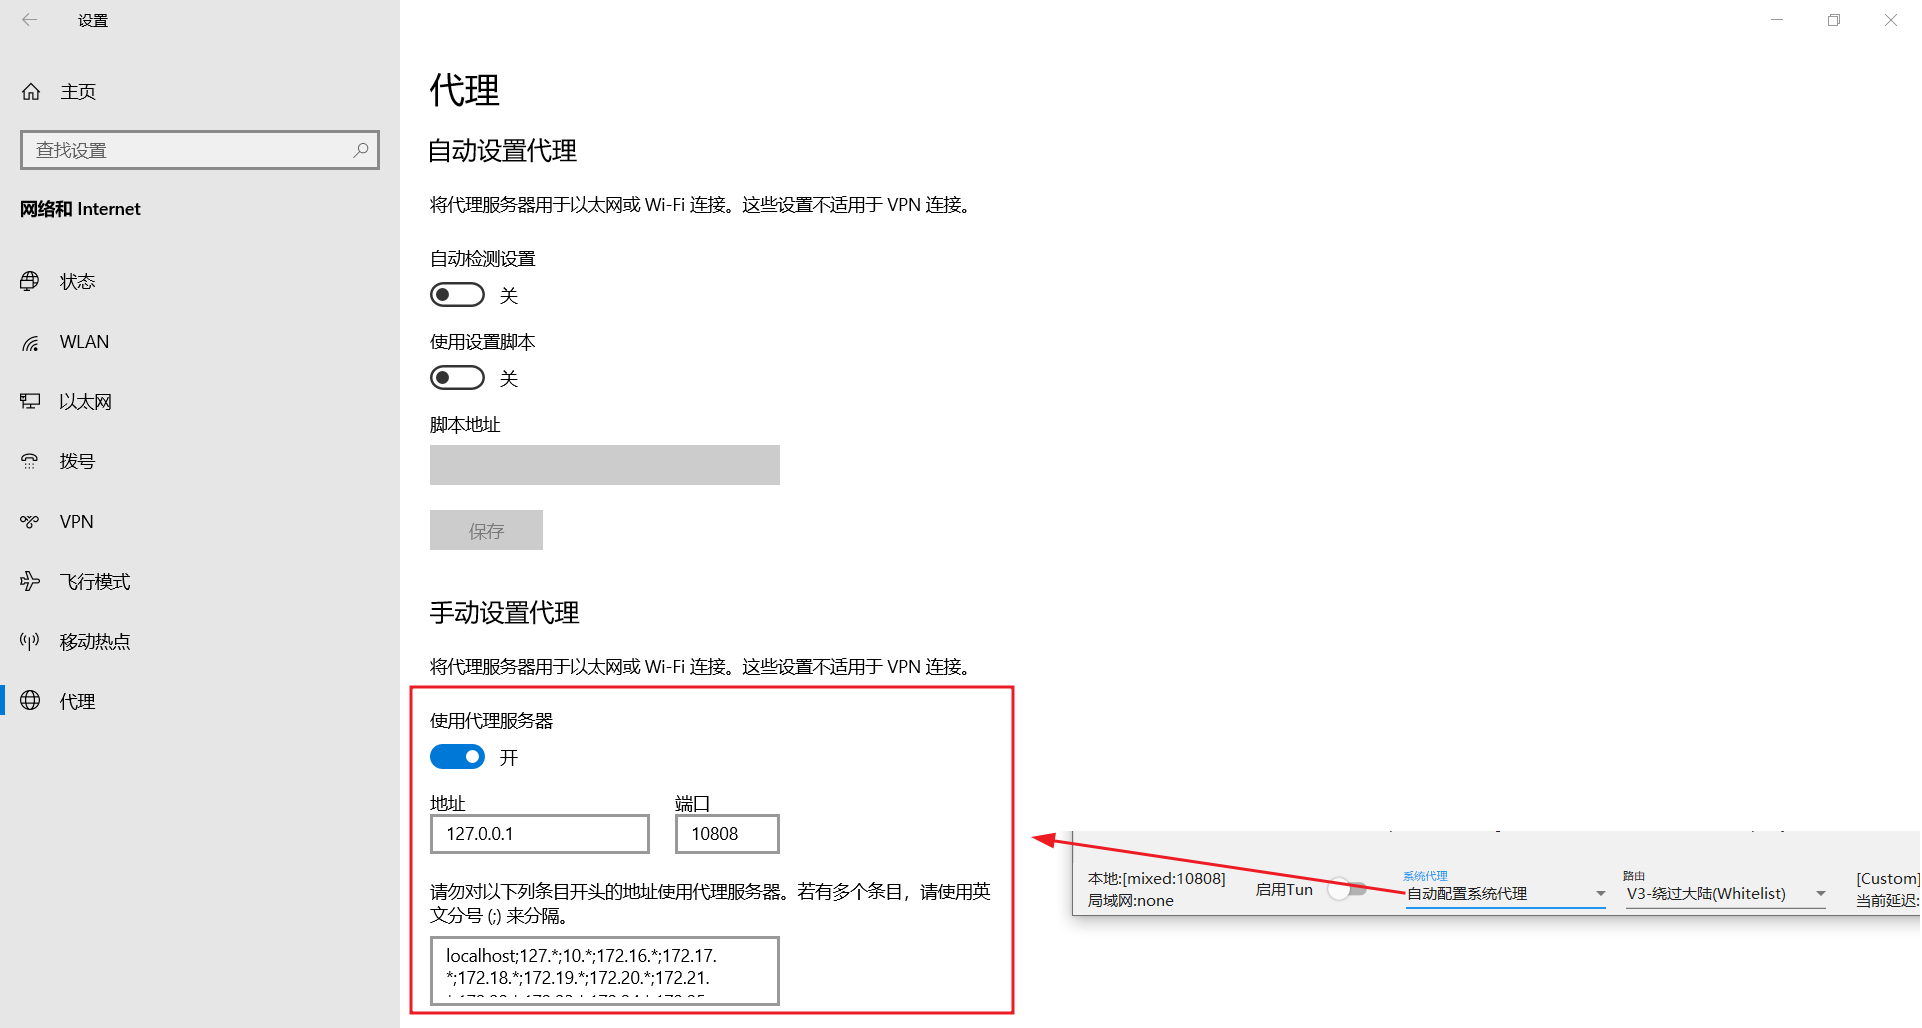 设置
主页
查找设置
网络和 Internet
状态
WLAN
以太网
拨号
VPN
飞行模式
移动热点
代理
代理
自动设置代理
将代理服务器用于以太网或 Wi-Fi 连接。这些设置不适用于 VPN 连接。
自动检测设置
关
使用设置脚本
关
脚本地址
保存
手动设置代理
将代理服务器用于以太网或 Wi-Fi 连接。这些设置不适用于 VPN 连接。
使用代理服务器
开
地址
端口
127.0.0.1
10808
请勿对以下列条目开头的地址使用代理服务器。若有多个条目，请使用英
文分号 (;) 来分隔。
localhost;127.*;10.*;172.16.*;172.17.
*;172.18.*;172.19.*;172.20.*;172.21.
本地:[mixed:10808]
局域网:none
启用Tun
系统代理
自动配置系统代理
路由
V3-绕过大陆(Whitelist)
[Custom]
当前延迟: